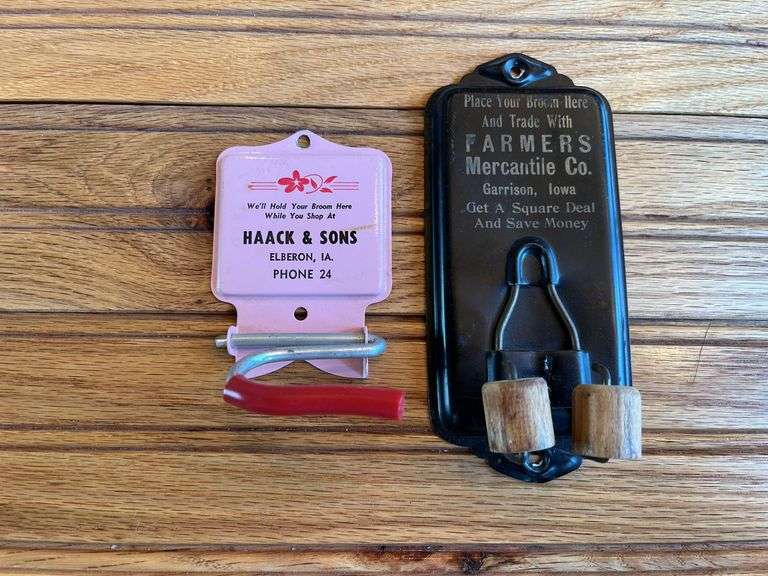 We'll Hold Your Broom Here
While You Shop At
HAACK & SONS
ELBERON, IA.
PHONE 24
Place Your Broom Here
And Trade With
FARMERS
Mercantile Co.
Garrison, Iowa
Get A Square Deal
And Save Money